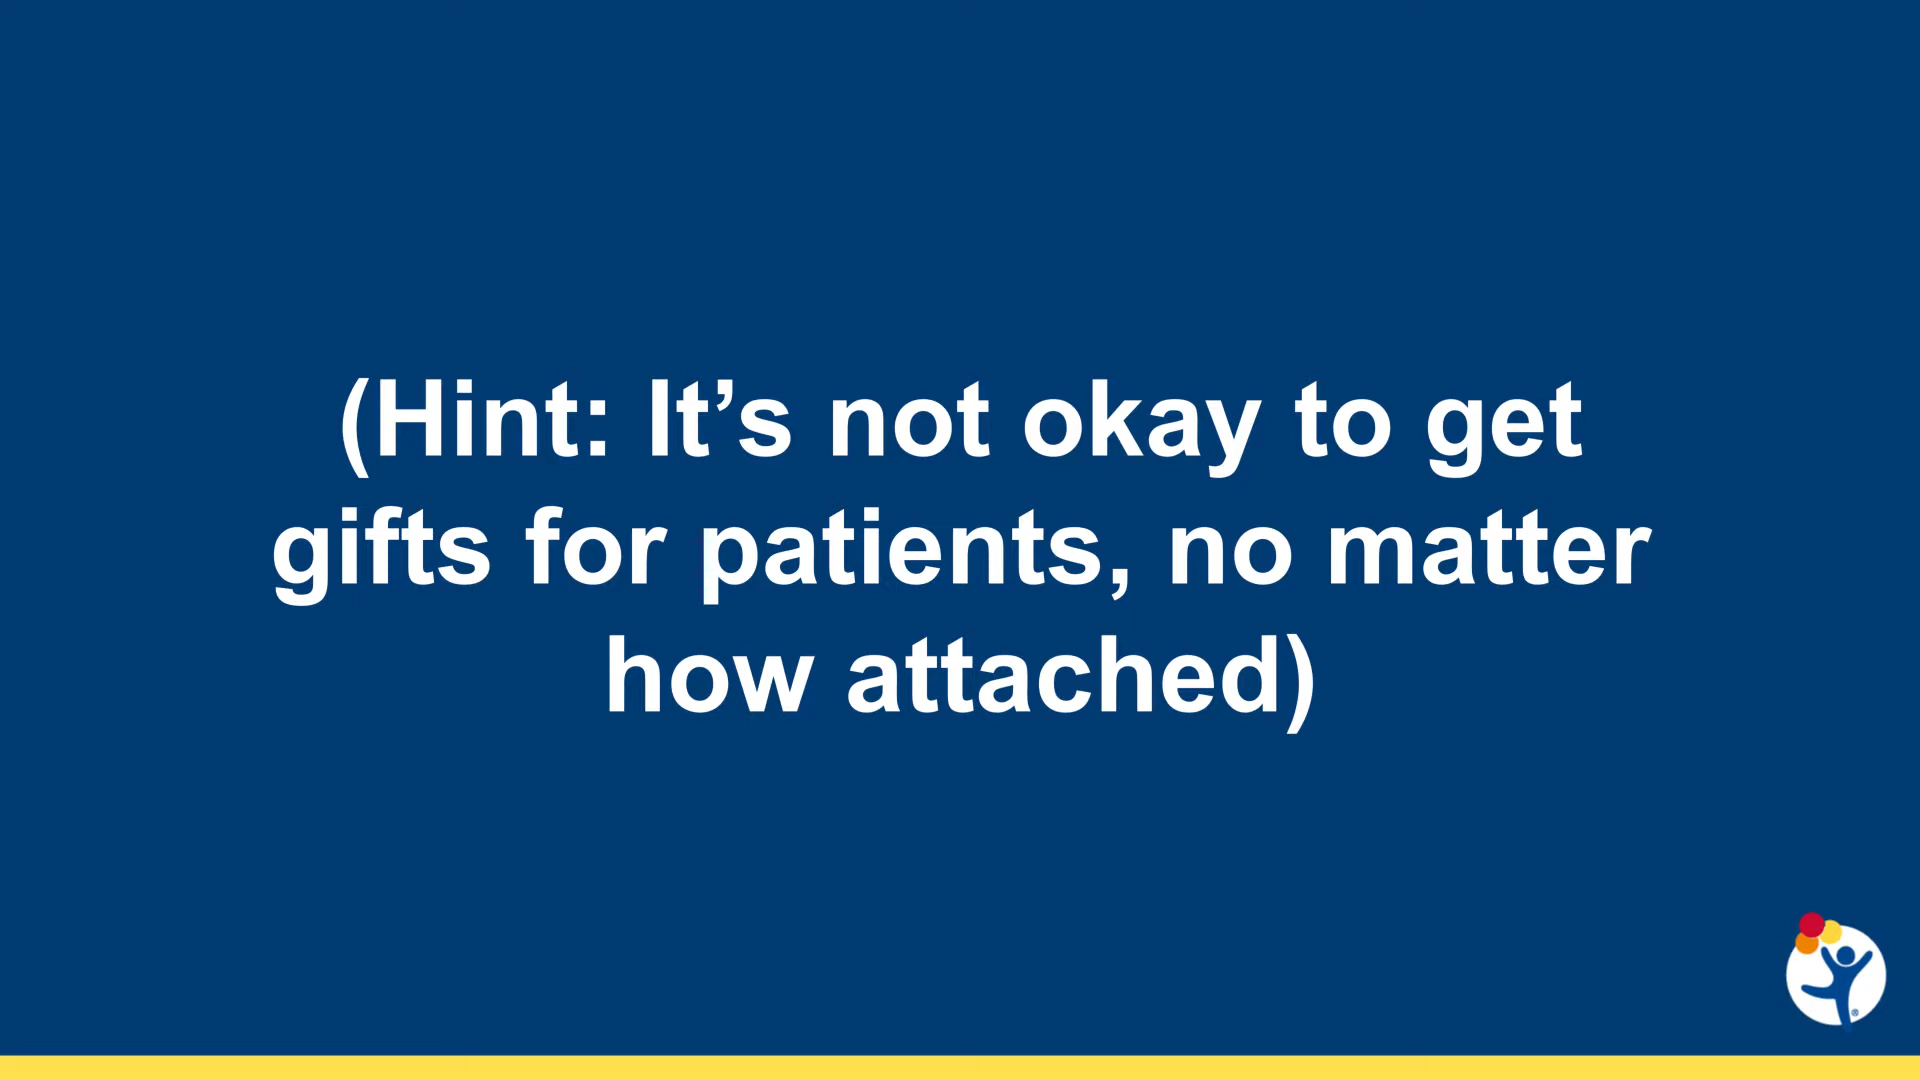 (Hint: It’s not okay to get
gifts for patients, no matter
how attached)